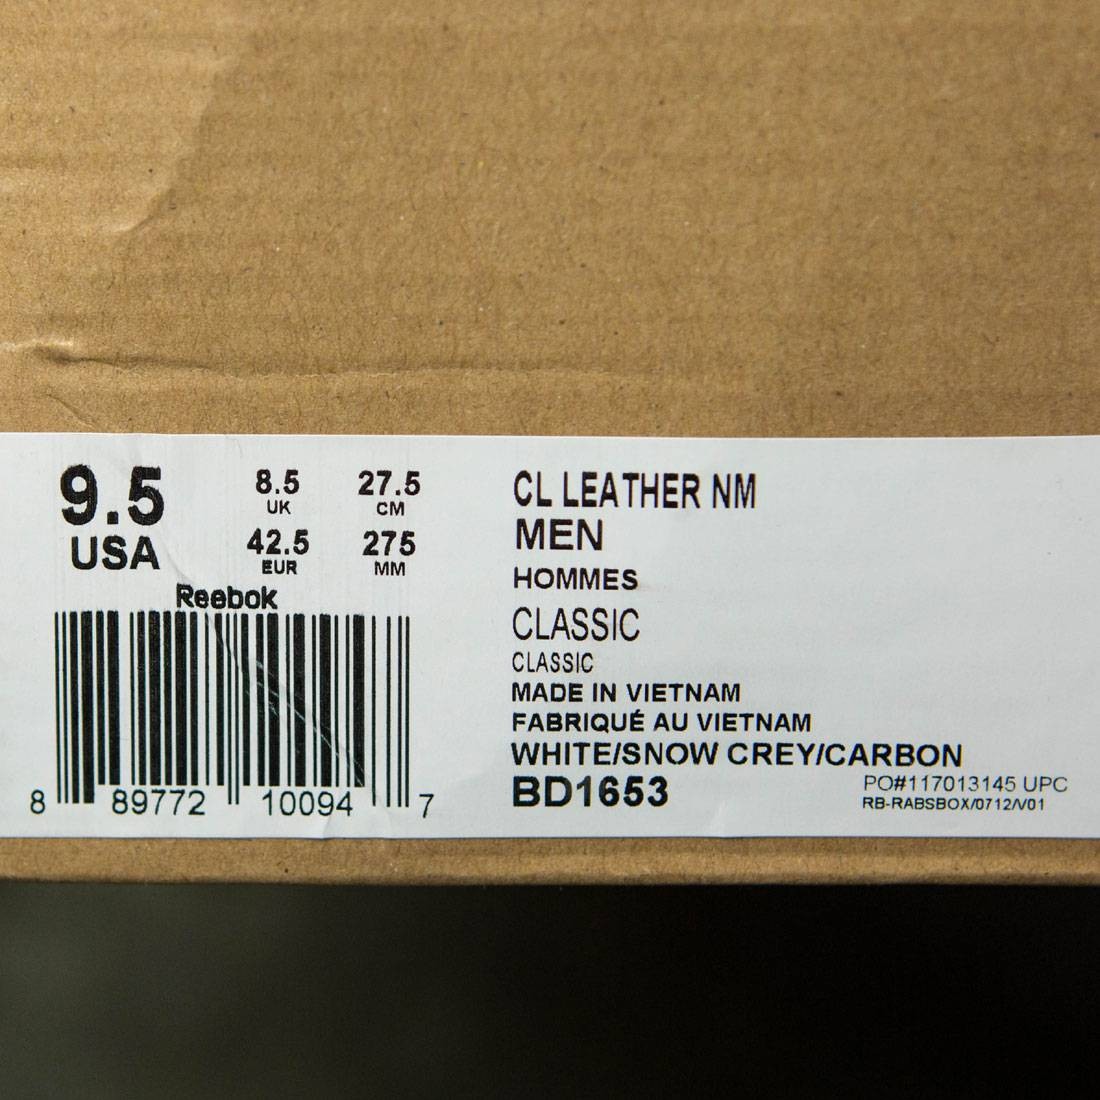 9.5
USA
8.5
UK
27.5
CM
42.5
EUR
275
MM
Reebok
8 89772 10094 7
CL LEATHER NM
MEN
HOMMES
CLASSIC
CLASSIC
MADE IN VIETNAM
FABRIQUÉ AU VIETNAM
WHITE/SNOW CREY/CARBON
BD1653
PO#117013145 UPC
RB-RABSBOX/0712/V01